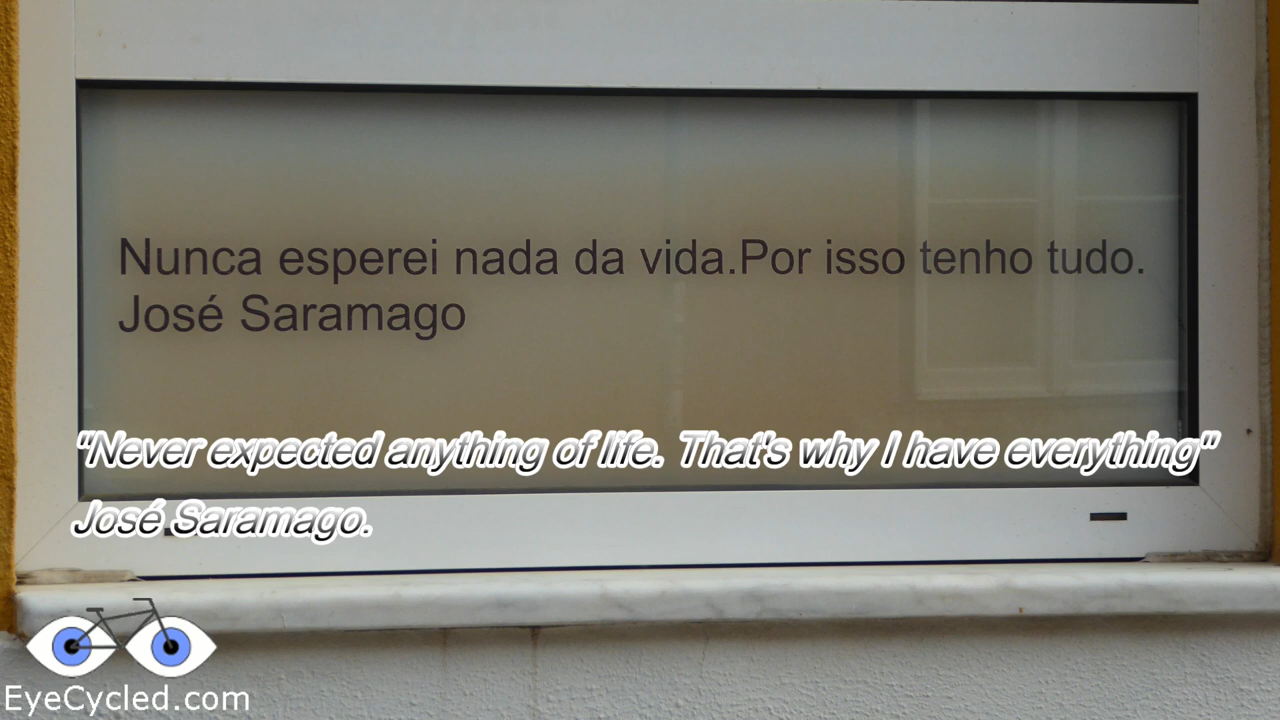 Nunca esperei nada da vida.Por isso tenho tudo.
José Saramago
"Never expected anything of life. That's why I have everything"
José Saramago.
EyeCycled.com